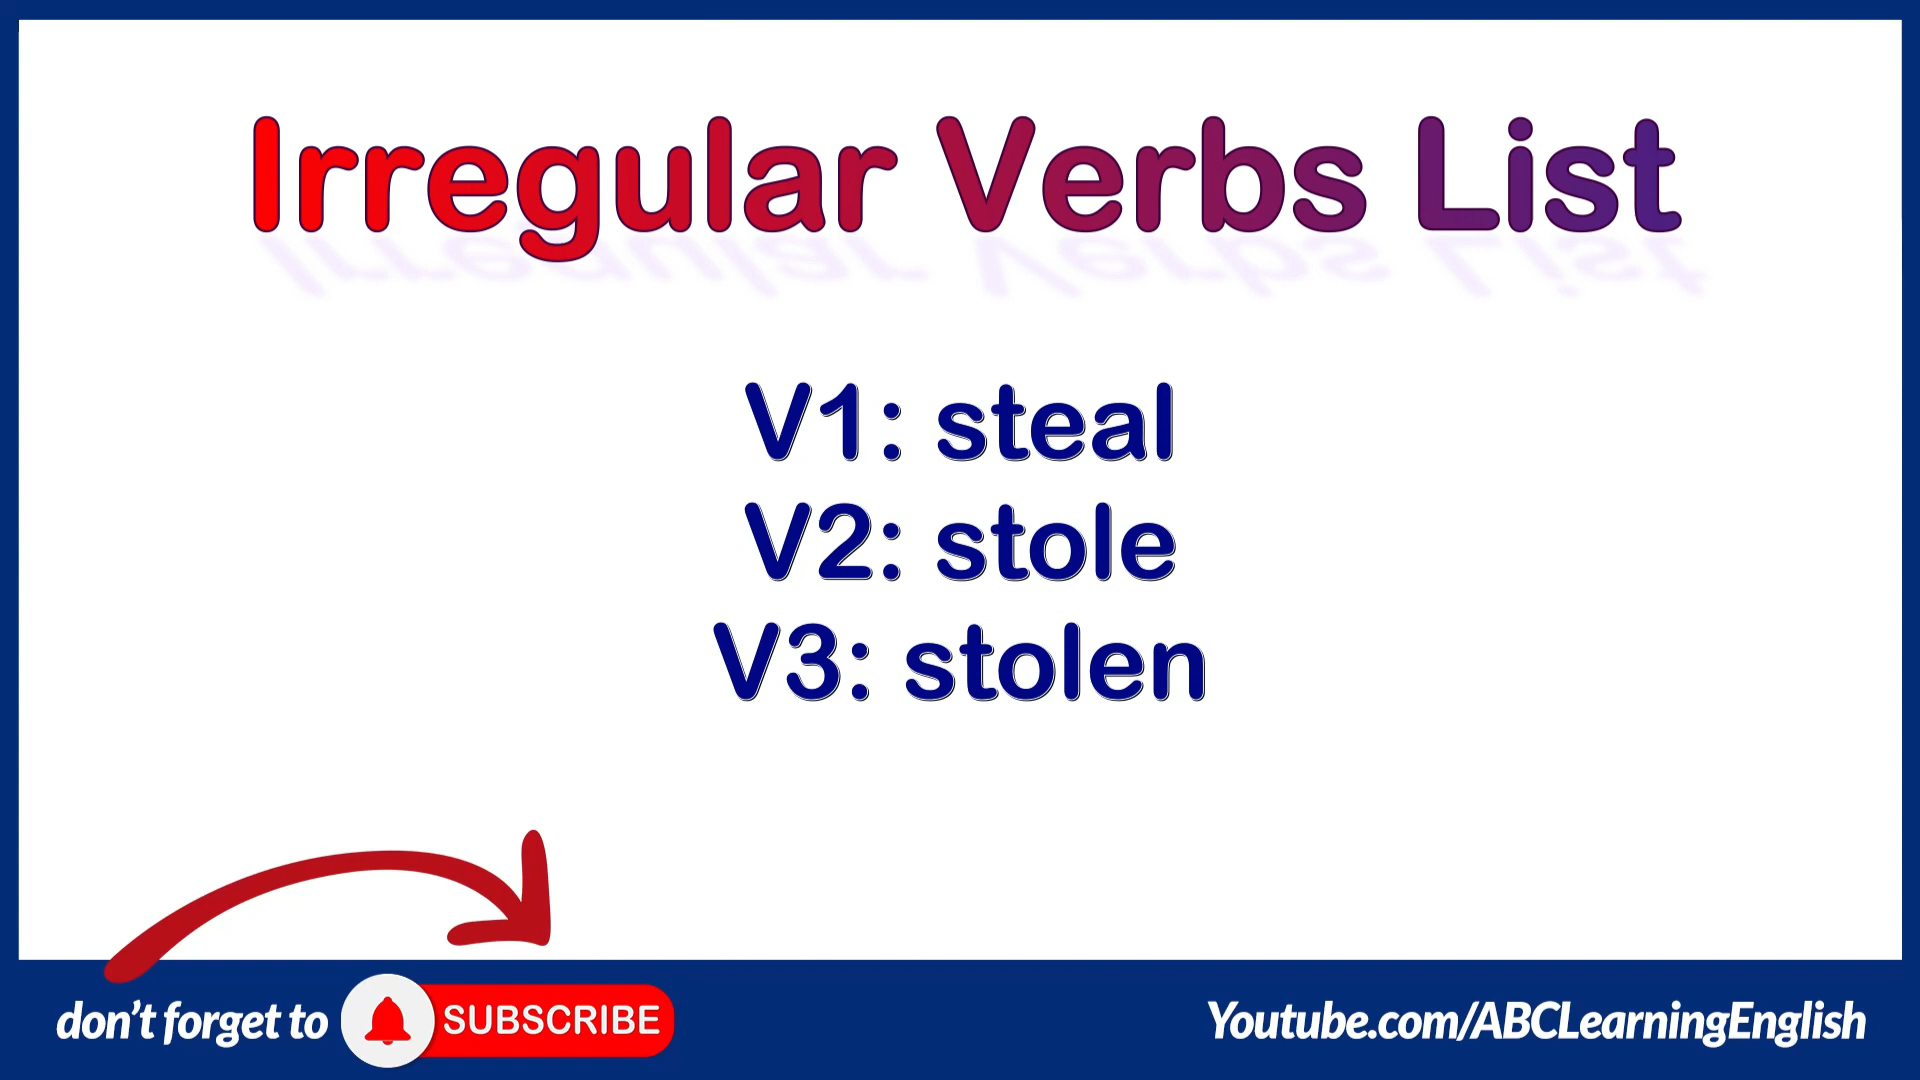 Irregular Verbs List
V1: steal
V2: stole
V3: stolen
don't forget to SUBSCRIBE
Youtube.com/ABCLearningEnglish